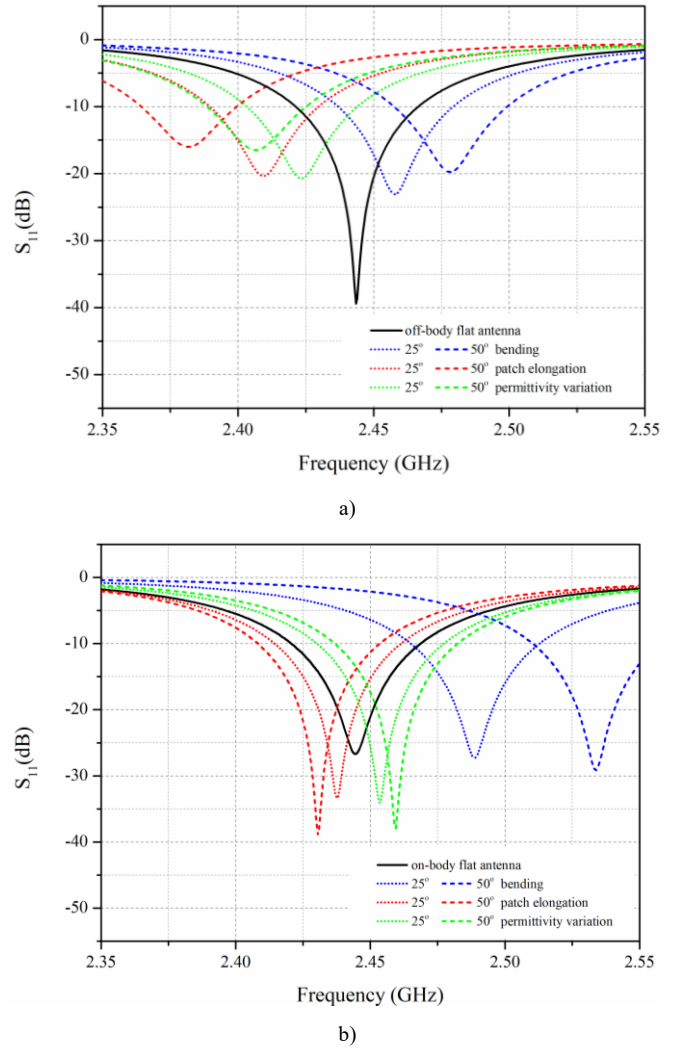 0
-10
-20
-30
-40
-50
S₁₁(dB)
off-body flat antenna
25° 50° bending
25° 50° patch elongation
25° 50° permittivity variation
2.35 2.40 2.45 2.50 2.55
Frequency (GHz)
a)
0
-10
-20
-30
-40
-50
S₁₁(dB)
on-body flat antenna
25° 50° bending
25° 50° patch elongation
25° 50° permittivity variation
2.35 2.40 2.45 2.50 2.55
Frequency (GHz)
b)